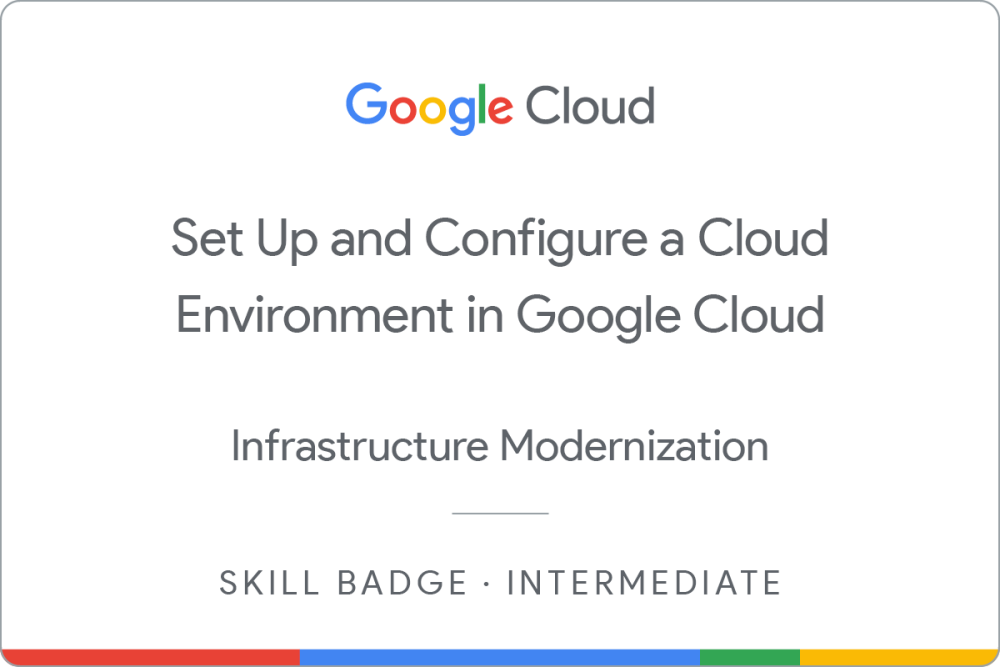 Google Cloud
Set Up and Configure a Cloud
Environment in Google Cloud
Infrastructure Modernization
SKILL BADGE · INTERMEDIATE